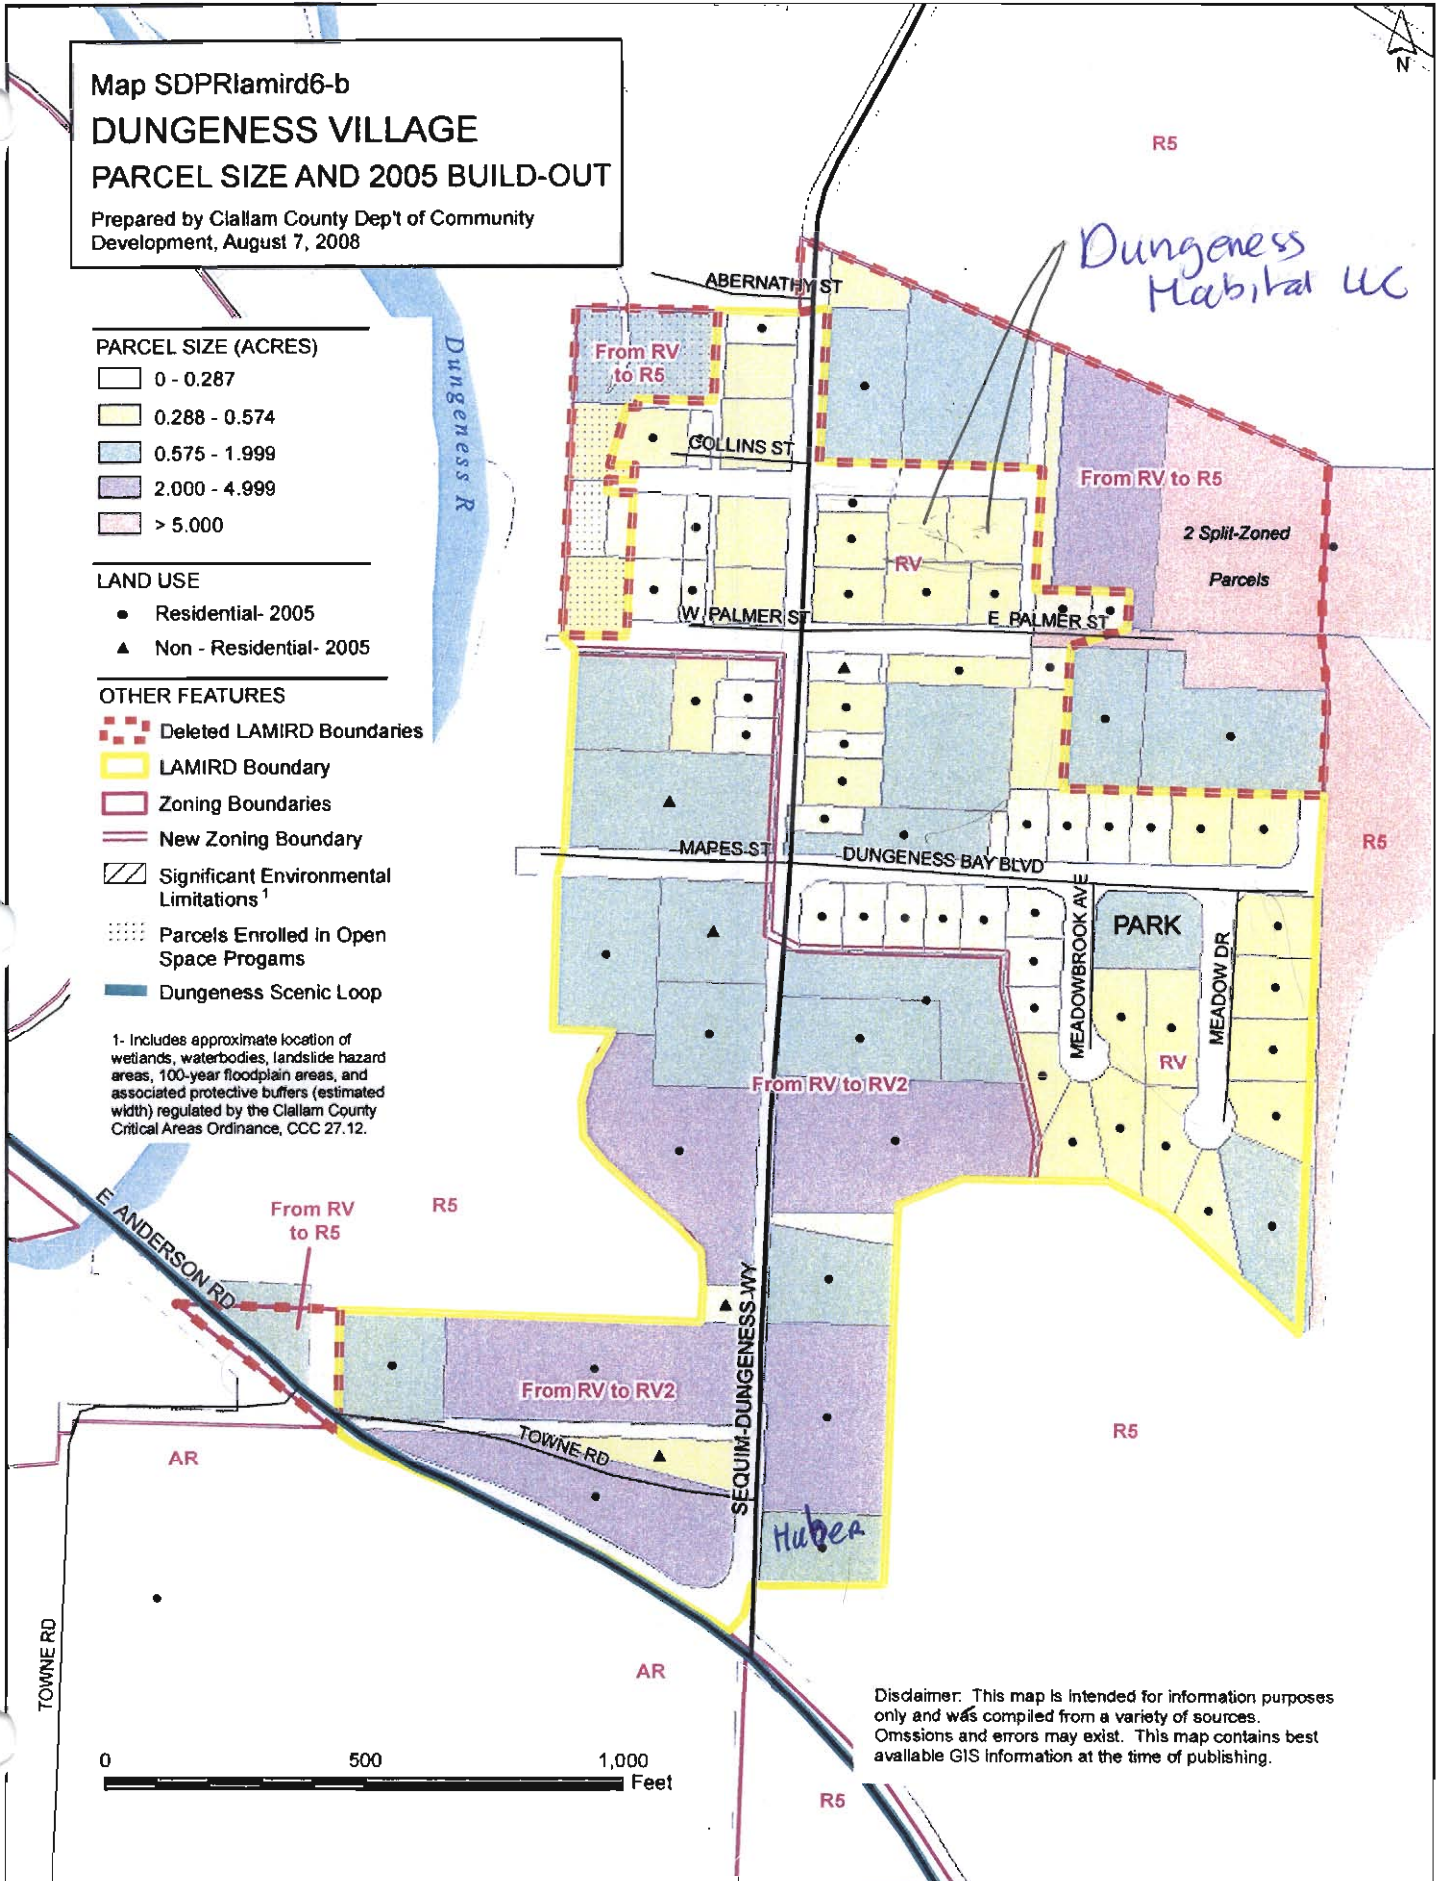 Map SDPRlamird6-b
DUNGENESS VILLAGE
PARCEL SIZE AND 2005 BUILD-OUT
Prepared by Clallam County Dep't of Community
Development, August 7, 2008
N
R5
Dungeness
Habitat LLC
ABERNATHY ST
PARCEL SIZE (ACRES)
0 - 0.287
0.288 - 0.574
0.575 - 1.999
2.000 - 4.999
> 5.000
Dungeness R
From RV
to R5
COLLINS ST
From RV to R5
2 Split-Zoned
Parcels
RV
W PALMER ST
E PALMER ST
LAND USE
Residential- 2005
Non - Residential- 2005
OTHER FEATURES
Deleted LAMIRD Boundaries
LAMIRD Boundary
Zoning Boundaries
New Zoning Boundary
Significant Environmental
Limitations 1
Parcels Enrolled in Open
Space Progams
Dungeness Scenic Loop
1- Includes approximate location of
wetlands, waterbodies, landslide hazard
areas, 100-year floodplain areas, and
associated protective buffers (estimated
width) regulated by the Clallam County
Critical Areas Ordinance, CCC 27.12.
MAPES ST
DUNGENESS BAY BLVD
R5
MEADOWBROOK AVE
PARK
MEADOW DR
RV
From RV to RV2
E ANDERSON RD
From RV
to R5
R5
SEQUIM-DUNGENESS WY
From RV to RV2
TOWNE RD
R5
AR
Huber
TOWNE RD
AR
Disclaimer: This map is intended for information purposes
only and was compiled from a variety of sources.
Omssions and errors may exist. This map contains best
available GIS information at the time of publishing.
0 500 1,000
Feet
R5